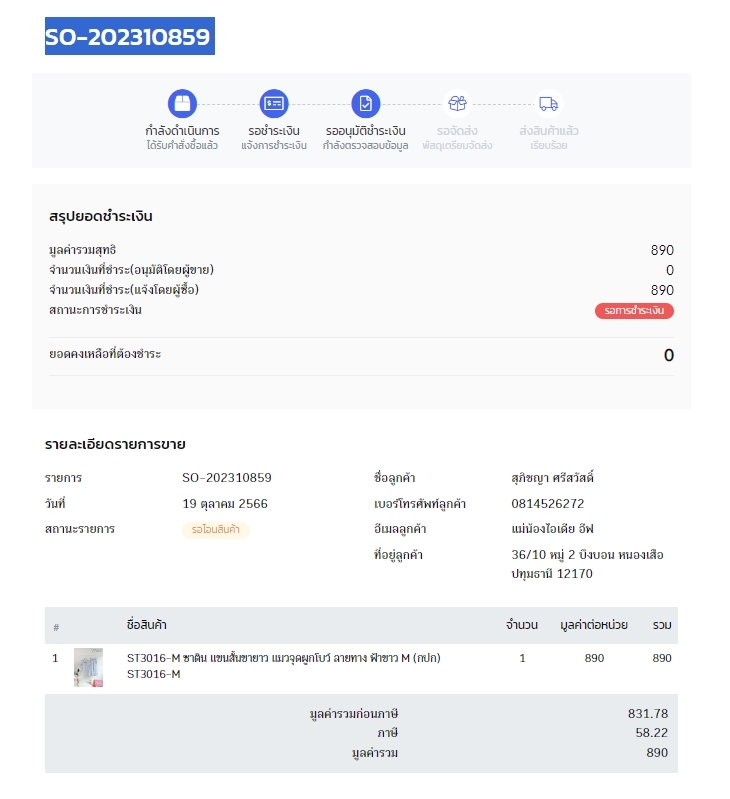 SO-202310859
กำลังดำเนินการ รอชำระเงิน รออนุมัติชำระเงิน รอจัดส่ง ส่งสินค้าแล้ว
ได้รับคำสั่งซื้อแล้ว แจ้งการชำระเงิน กำลังตรวจสอบข้อมูล พัสดุเตรียมจัดส่ง เรียบร้อย
สรุปยอดชำระเงิน
มูลค่ารวมสุทธิ 890
จำนวนเงินที่ชำระ(อนุมัติโดยผู้ขาย) 0
จำนวนเงินที่ชำระ(แจ้งโดยผู้ซื้อ) 890
สถานะการชำระเงิน รอการชำระเงิน
ยอดคงเหลือที่ต้องชำระ 0
รายละเอียดรายการขาย
รายการ SO-202310859 ชื่อลูกค้า สุภิชญา ศรีสวัสดิ์
วันที่ 19 ตุลาคม 2566 เบอร์โทรศัพท์ลูกค้า 0814526272
สถานะรายการ รอโอนสินค้า อีเมลลูกค้า แม่น้องไอเดีย อีฟ
ที่อยู่ลูกค้า 36/10 หมู่ 2 บึงบอน หนองเสือ
ปทุมธานี 12170
# ชื่อสินค้า จำนวน มูลค่าต่อหน่วย รวม
1 ST3016-M ซาติน แขนสั้นขายาว แมวจุดผูกโบว์ ลายทาง ฟ้าขาว M (กปก) 1 890 890
ST3016-M
มูลค่ารวมก่อนภาษี 831.78
ภาษี 58.22
มูลค่ารวม 890